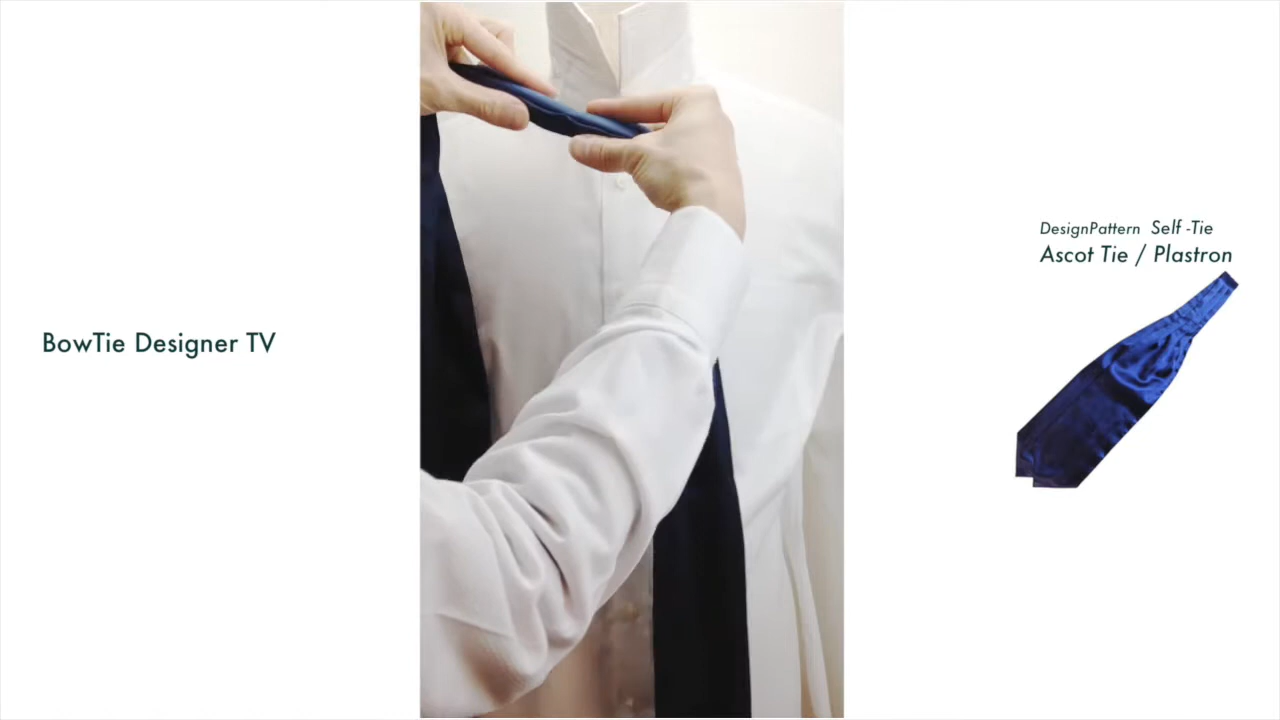 BowTie Designer TV
DesignPattern Self -Tie
Ascot Tie / Plastron